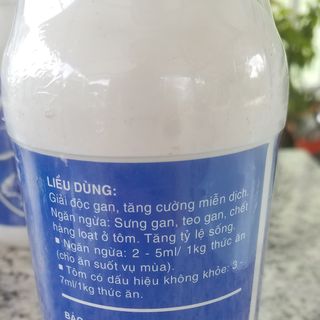 LIỀU DÙNG:
Giải độc gan, tăng cường miễn dịch.
Ngăn ngừa: Sưng gan, teo gan, chết
hàng loạt ở tôm. Tăng tỷ lệ sống.
▪ Ngăn ngừa: 2 - 5ml/ 1kg thức ăn
(cho ăn suốt vụ mùa).
▪ Tôm có dấu hiệu không khỏe: 3 -
7ml/1kg thức ăn.